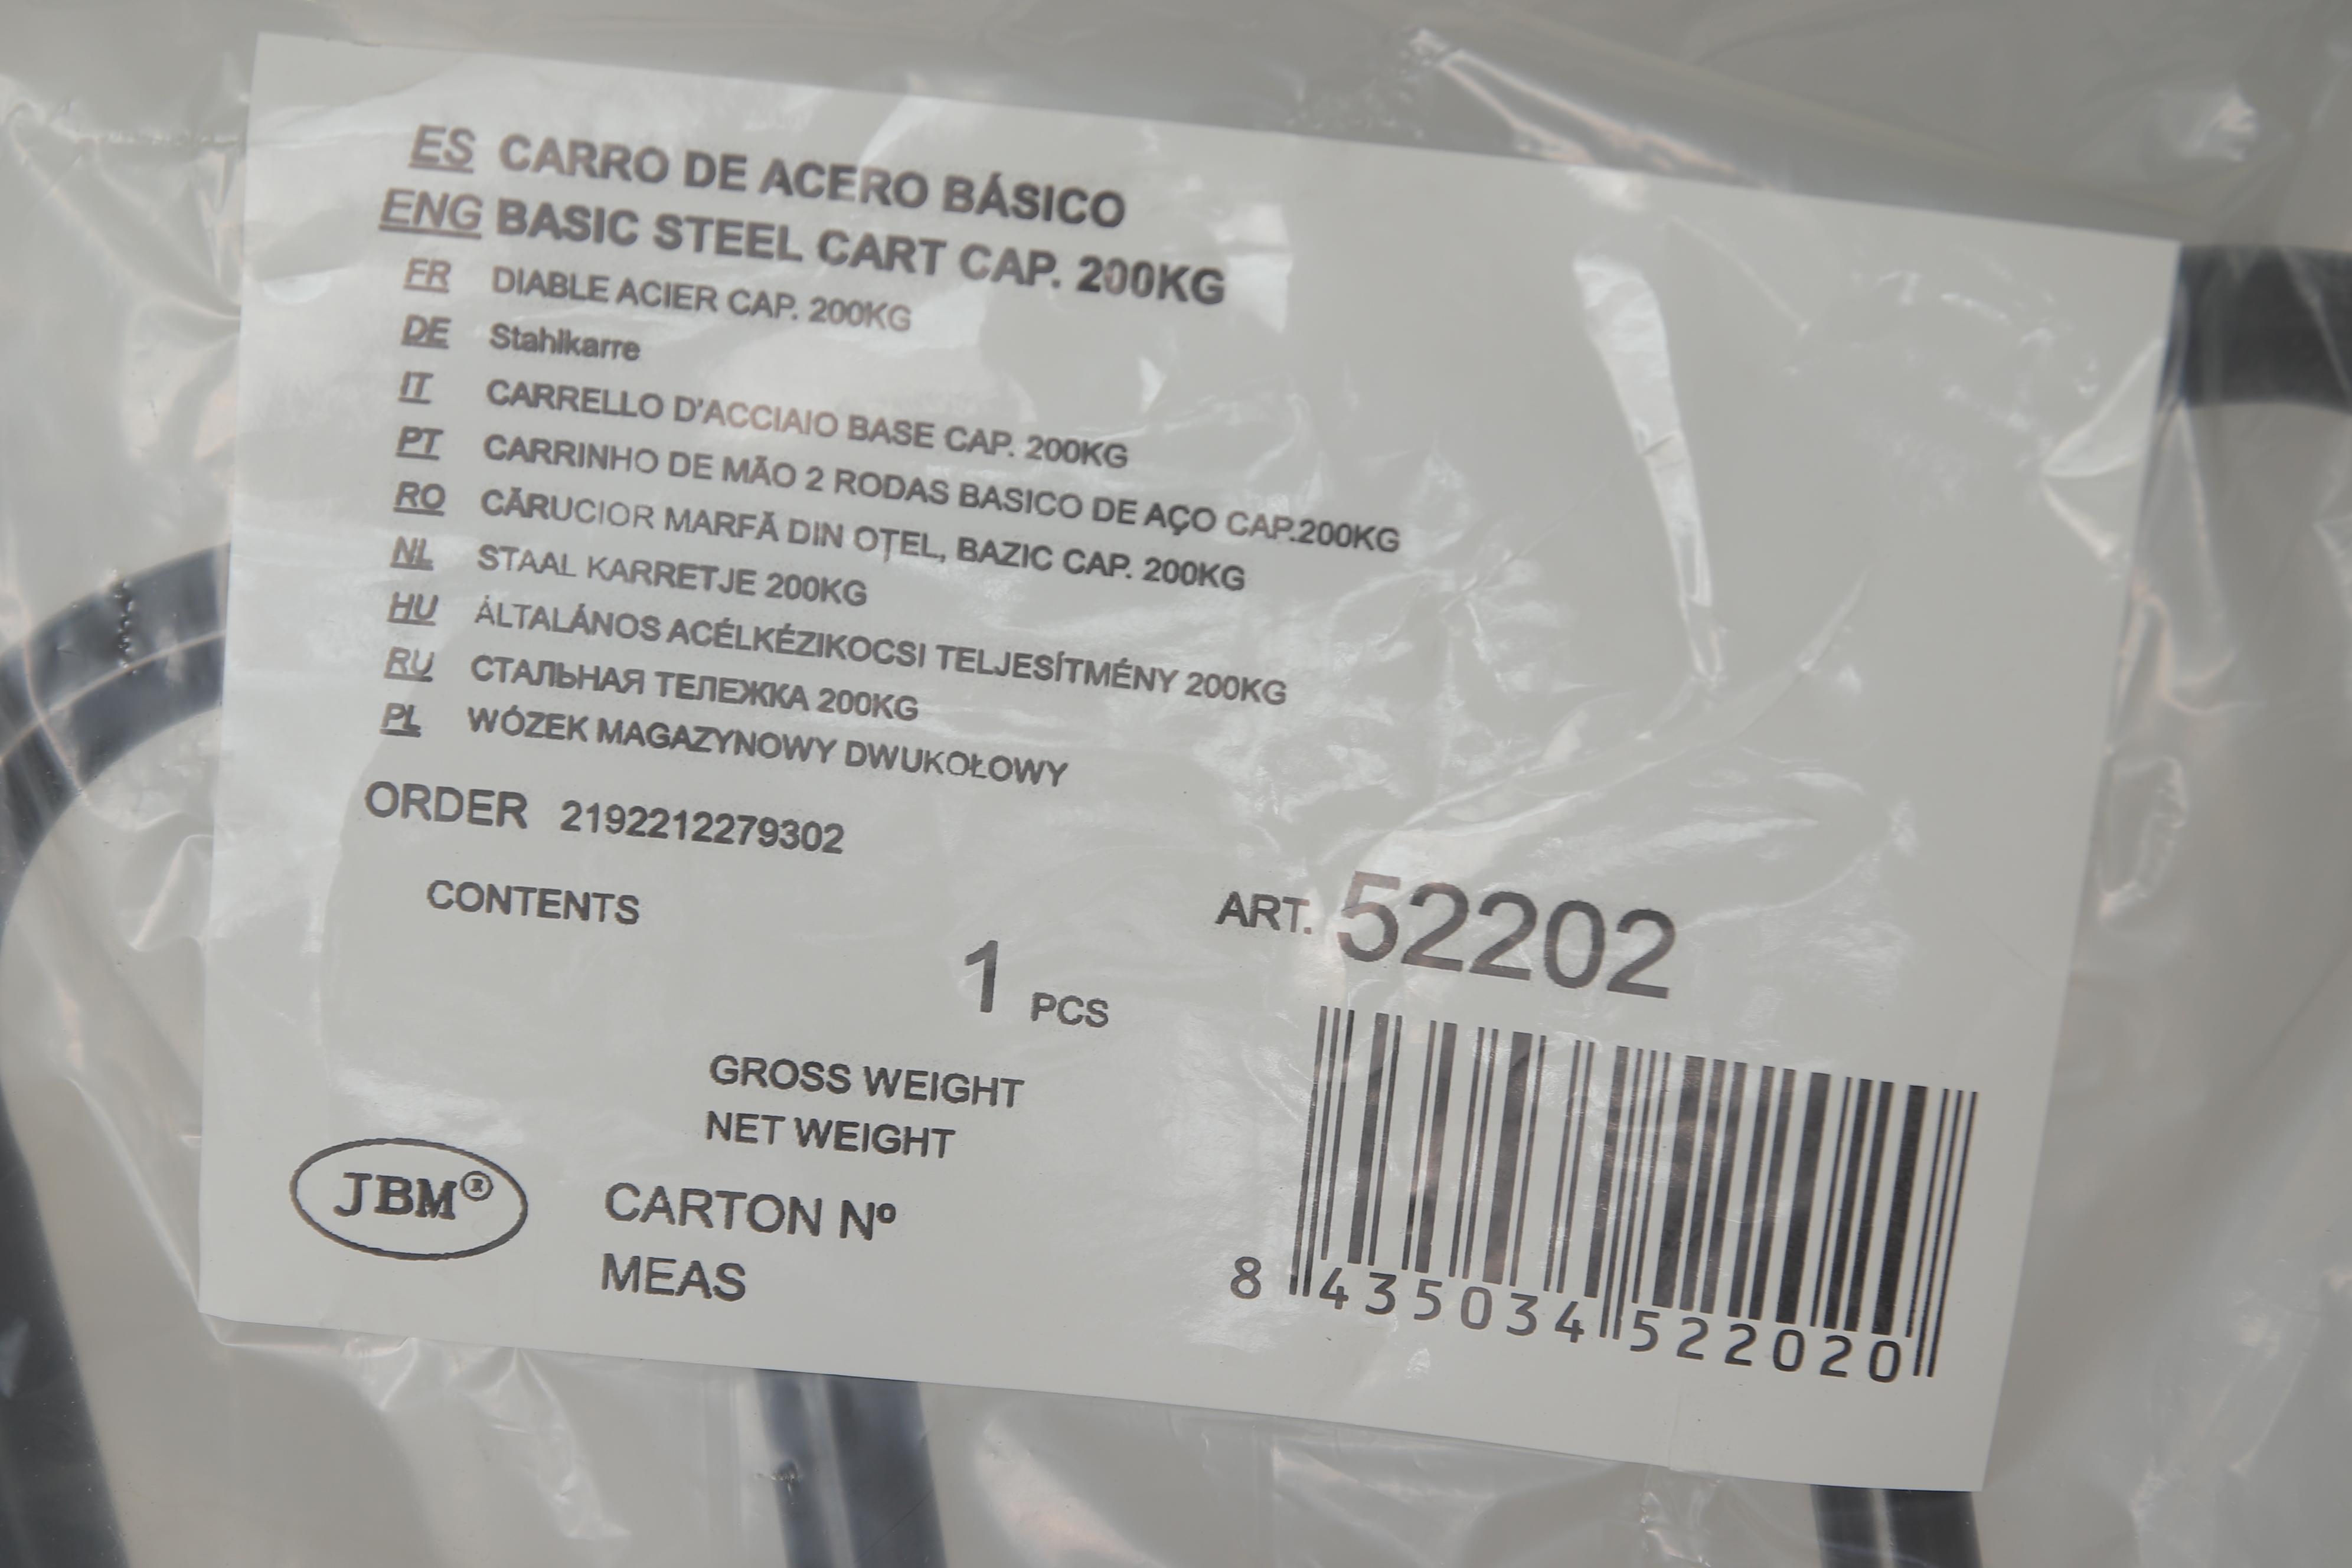 ES CARRO DE ACERO BÁSICO
ENG BASIC STEEL CART CAP. 200KG
FR DIABLE ACIER CAP. 200KG
DE Stahlkarre
IT CARRELLO D'ACCIAIO BASE CAP. 200KG
PT CARRINHO DE MÃO 2 RODAS BASICO DE AÇO CAP.200KG
RO CĂRUCIOR MARFĂ DIN OȚEL, BAZIC CAP. 200KG
NL STAAL KARRETJE 200KG
HU ÁLTALÁNOS ACÉLKÉZIKOCSI TELJESÍTMÉNY 200KG
RU СТАЛЬНАЯ ТЕЛЕЖКА 200KG
PL WÓZEK MAGAZYNOWY DWUKOŁOWY
ORDER 2192212279302
CONTENTS
1 PCS
ART. 52202
GROSS WEIGHT
NET WEIGHT
JBM®
CARTON Nº
MEAS
8 435034 522020